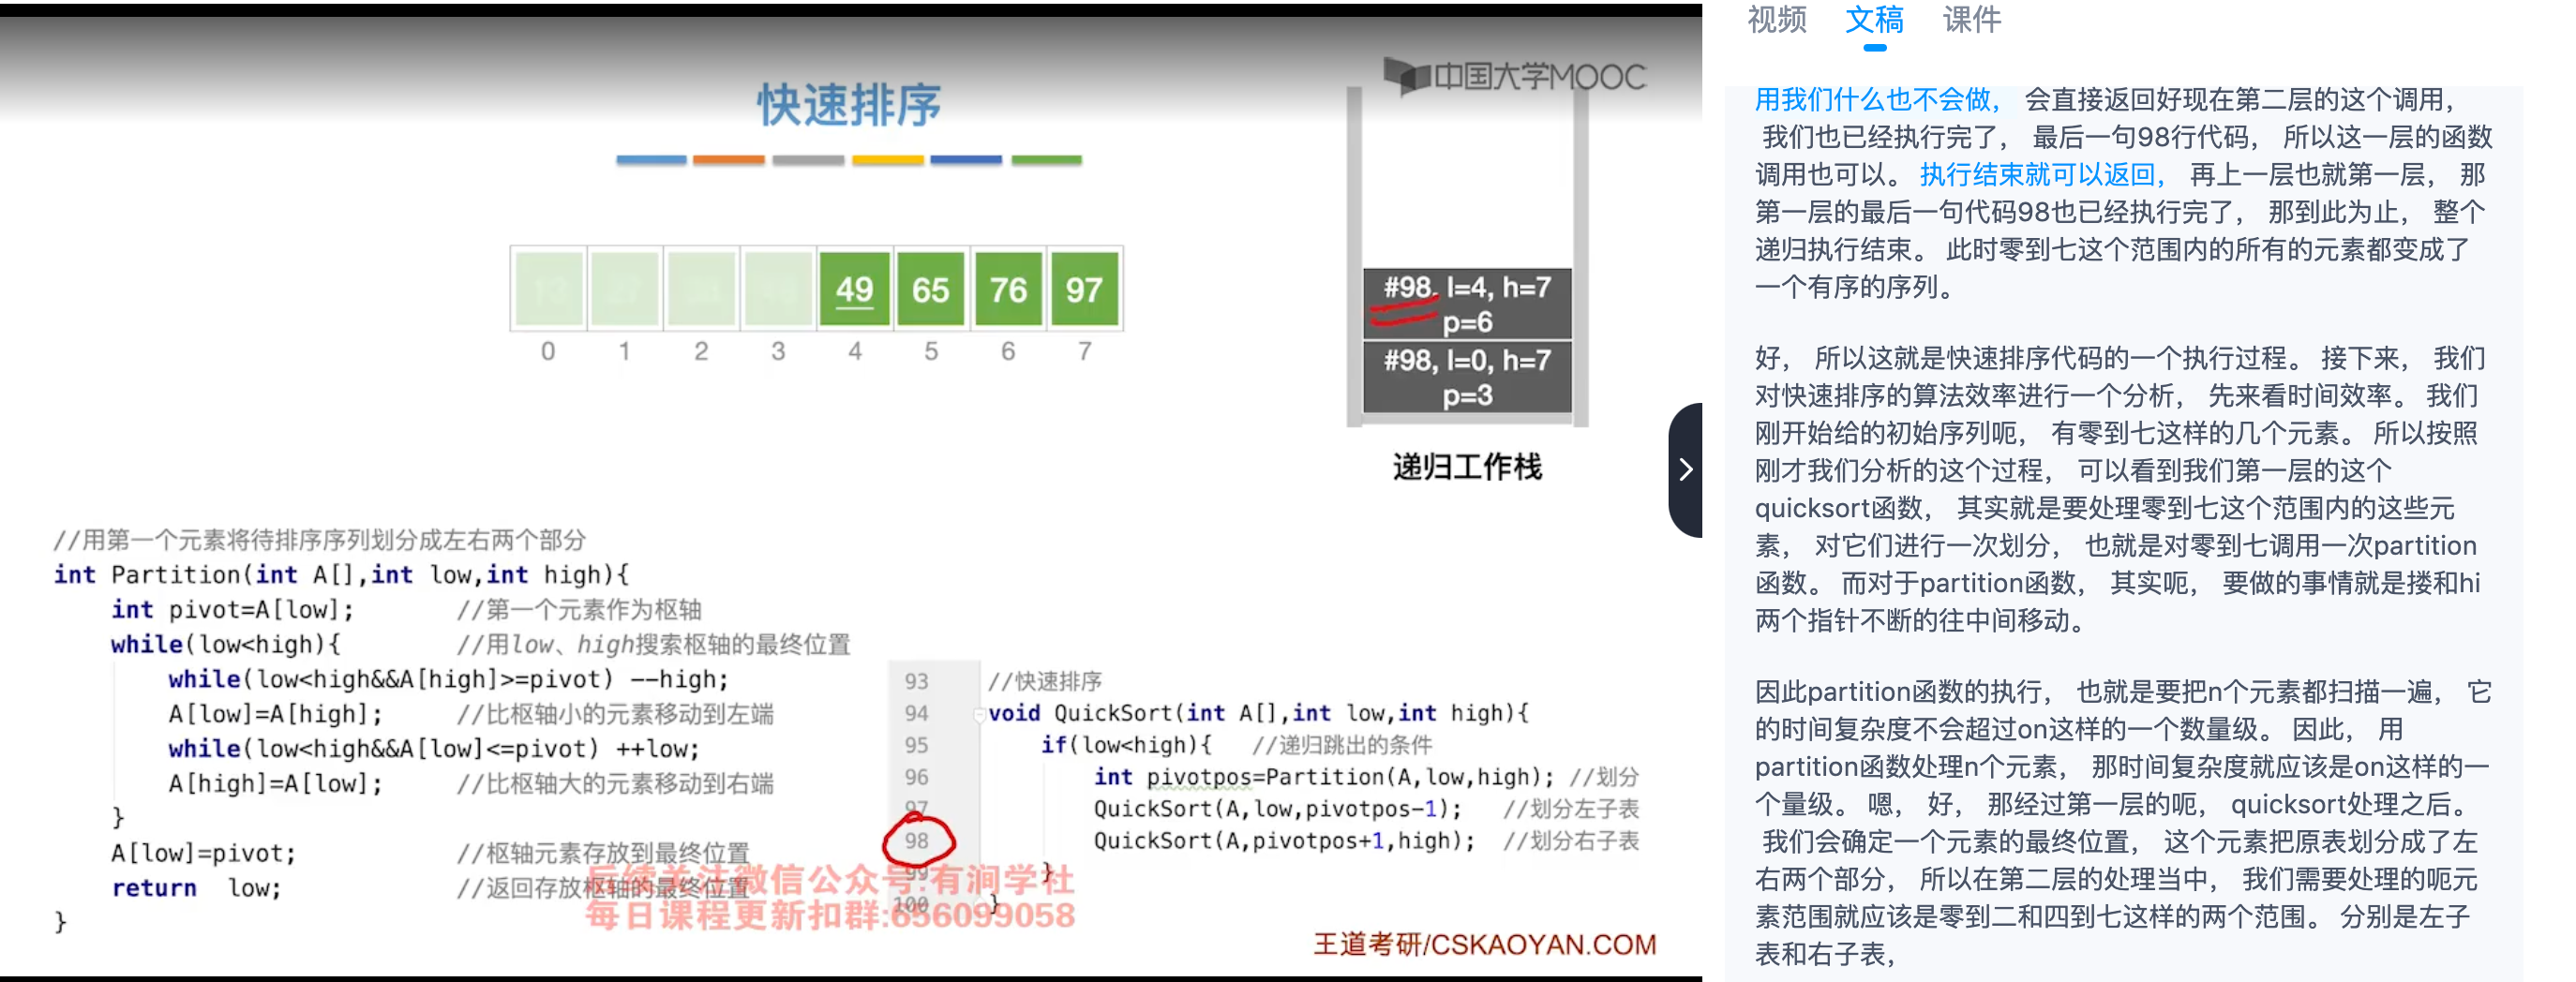 中国大学MOOC
快速排序
49 65 76 97
0 1 2 3 4 5 6 7
#98, l=4, h=7
p=6
#98, l=0, h=7
p=3
递归工作栈
//用第一个元素将待排序序列划分成左右两个部分
int Partition(int A[],int low,int high){
    int pivot=A[low];       //第一个元素作为枢轴
    while(low<high){        //用low、high搜索枢轴的最终位置
        while(low<high&&A[high]>=pivot) --high;
        A[low]=A[high];     //比枢轴小的元素移动到左端
        while(low<high&&A[low]<=pivot) ++low;
        A[high]=A[low];     //比枢轴大的元素移动到右端
    }
    A[low]=pivot;           //枢轴元素存放到最终位置
    return  low;            //返回存放枢轴的最终位置
}
93 //快速排序
94 void QuickSort(int A[],int low,int high){
95     if(low<high){   //递归跳出的条件
96         int pivotpos=Partition(A,low,high); //划分
97         QuickSort(A,low,pivotpos-1);   //划分左子表
98         QuickSort(A,pivotpos+1,high);  //划分右子表
99     }
100 }
后续关注微信公众号:有涧学社
每日课程更新扣群:656099058
王道考研/CSKAOYAN.COM
视频 文稿 课件
用我们什么也不会做， 会直接返回好现在第二层的这个调用，
我们也已经执行完了， 最后一句98行代码， 所以这一层的函数
调用也可以。 执行结束就可以返回， 再上一层也就第一层， 那
第一层的最后一句代码98也已经执行完了， 那到此为止， 整个
递归执行结束。 此时零到七这个范围内的所有的元素都变成了
一个有序的序列。
好， 所以这就是快速排序代码的一个执行过程。 接下来， 我们
对快速排序的算法效率进行一个分析， 先来看时间效率。 我们
刚开始给的初始序列呃， 有零到七这样的几个元素。 所以按照
刚才我们分析的这个过程， 可以看到我们第一层的这个
quicksort函数， 其实就是要处理零到七这个范围内的这些元
素， 对它们进行一次划分， 也就是对零到七调用一次partition
函数。 而对于partition函数， 其实呃， 要做的事情就是搂和hi
两个指针不断的往中间移动。
因此partition函数的执行， 也就是要把n个元素都扫描一遍， 它
的时间复杂度不会超过on这样的一个数量级。 因此， 用
partition函数处理n个元素， 那时间复杂度就应该是on这样的一
个量级。 嗯， 好， 那经过第一层的呃， quicksort处理之后。
我们会确定一个元素的最终位置， 这个元素把原表划分成了左
右两个部分， 所以在第二层的处理当中， 我们需要处理的呃元
素范围就应该是零到二和四到七这样的两个范围。 分别是左子
表和右子表，